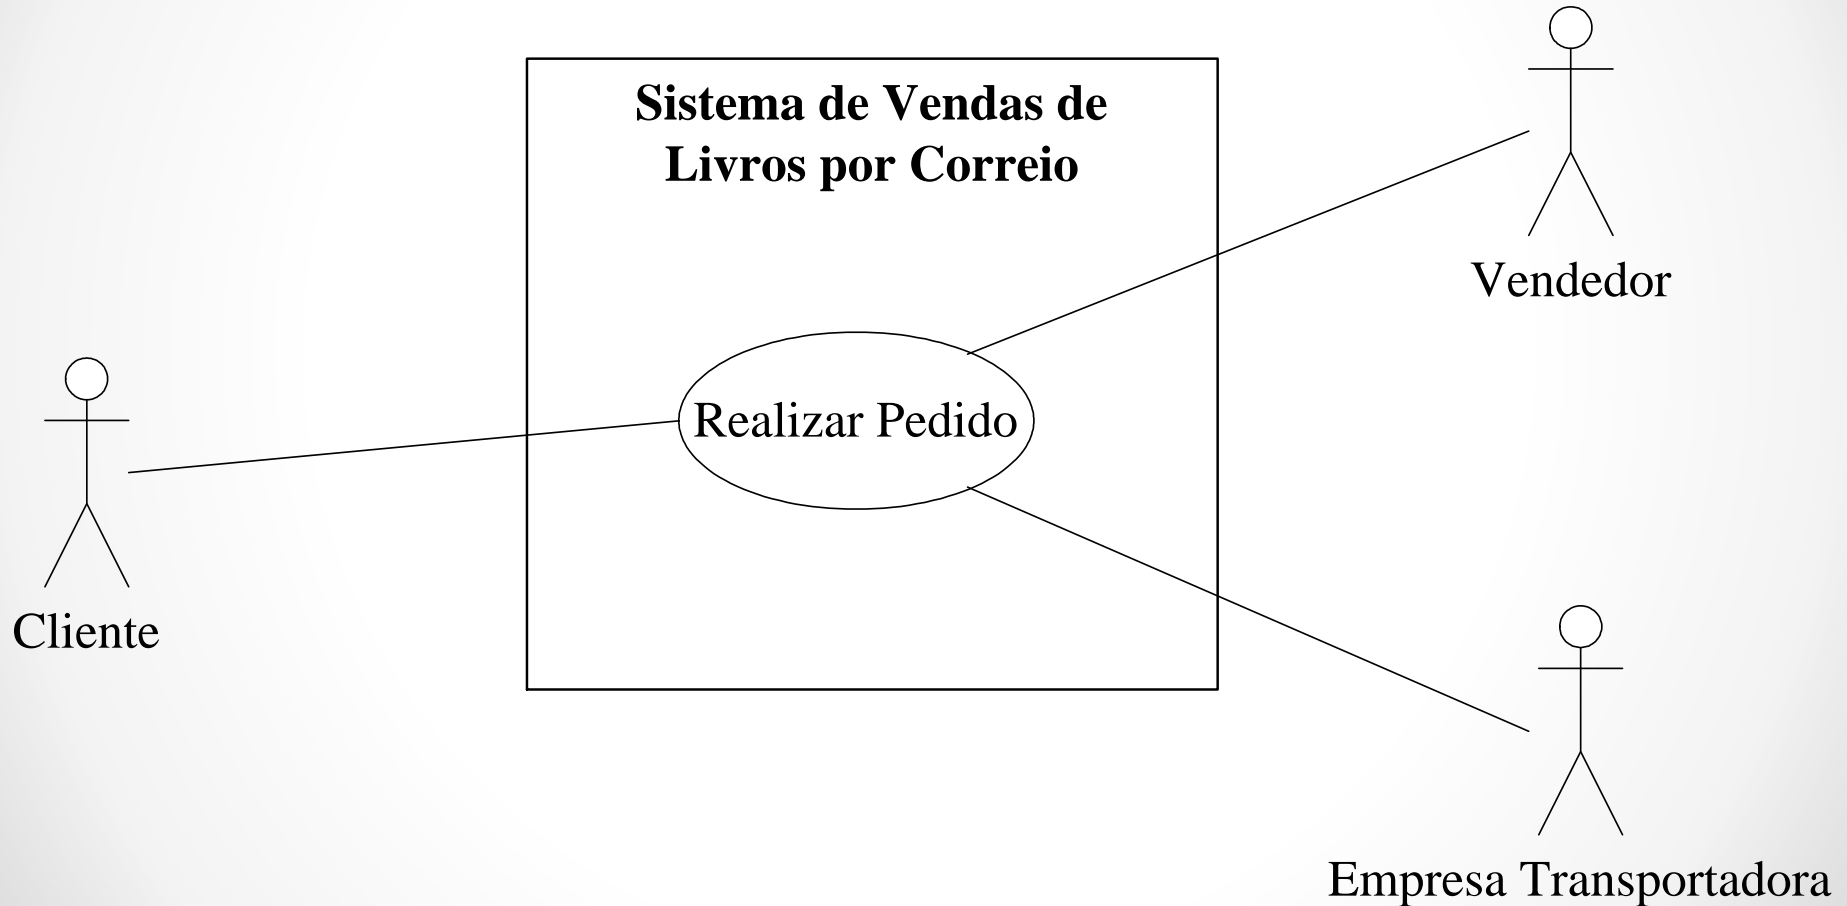 Sistema de Vendas de
Livros por Correio
Vendedor
Realizar Pedido
Cliente
Empresa Transportadora